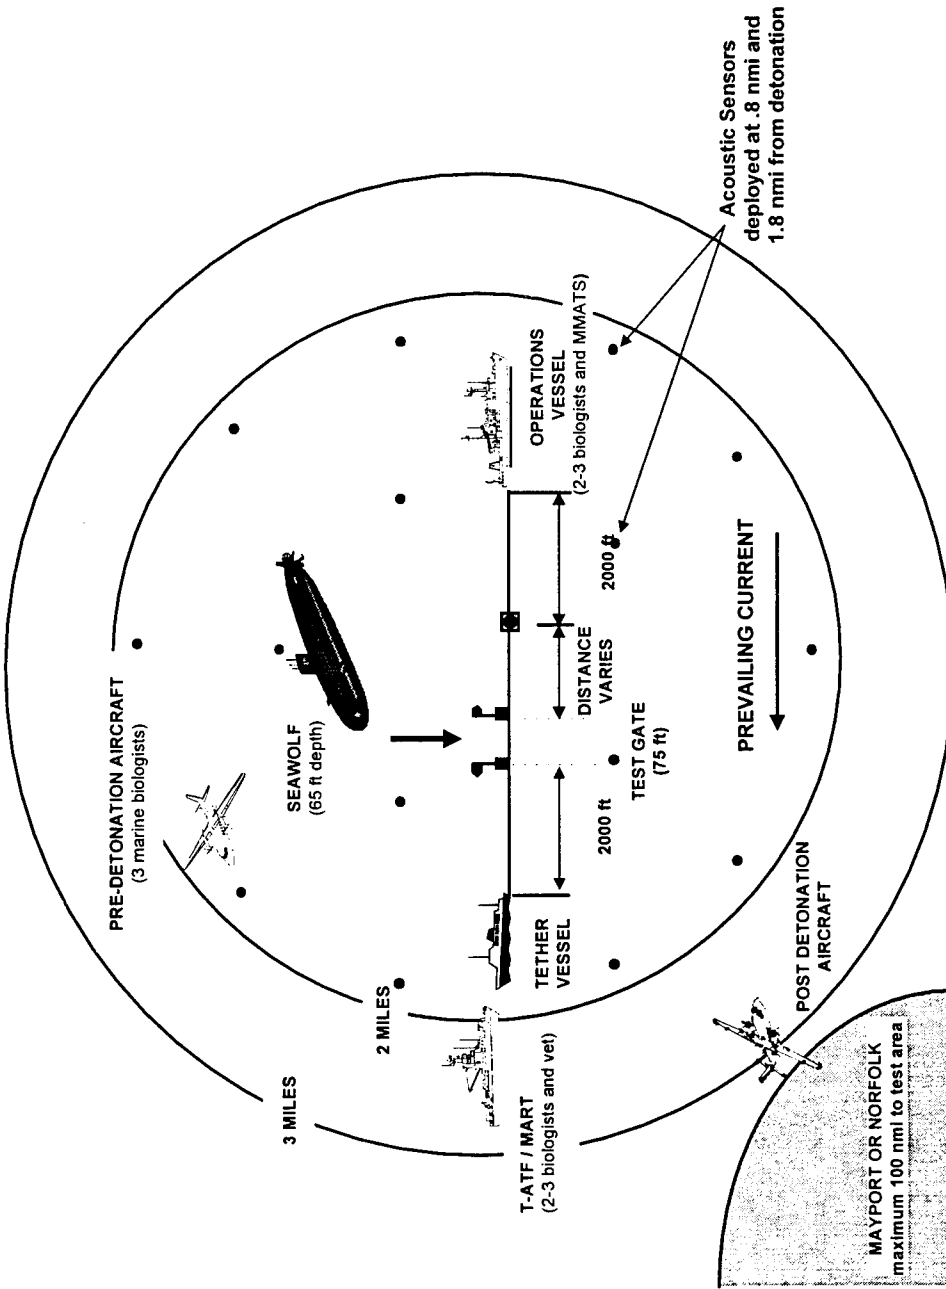 PRE-DETONATION AIRCRAFT
(3 marine biologists)
3 MILES
2 MILES
SEAWOLF
(65 ft depth)
T-ATF / MART
(2-3 biologists and vet)
TETHER
VESSEL
OPERATIONS
VESSEL
(2-3 biologists and MMATS)
2000 ft
DISTANCE
VARIES
2000 ft
TEST GATE
(75 ft)
Acoustic Sensors
deployed at .8 nmi and
1.8 nmi from detonation
PREVAILING CURRENT
POST DETONATION
AIRCRAFT
MAYPORT OR NORFOLK
maximum 100 nmi to test area